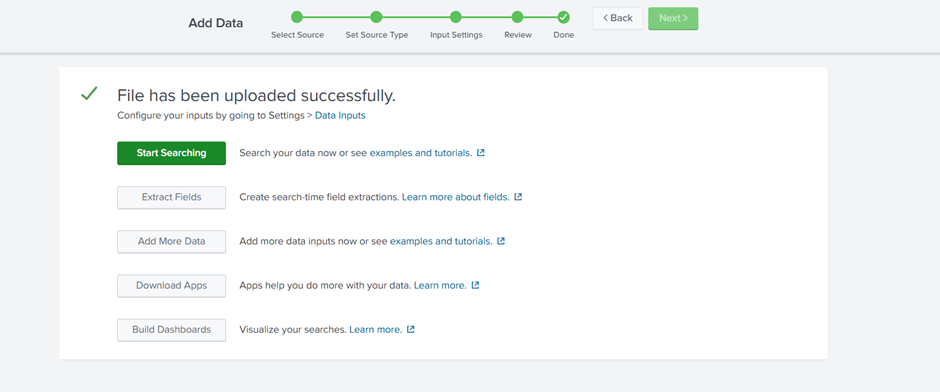 Add Data
Select Source
Set Source Type
Input Settings
Review
Done
< Back
Next >
File has been uploaded successfully.
Configure your inputs by going to Settings > Data Inputs
Start Searching
Search your data now or see examples and tutorials.
Extract Fields
Create search-time field extractions. Learn more about fields.
Add More Data
Add more data inputs now or see examples and tutorials.
Download Apps
Apps help you do more with your data. Learn more.
Build Dashboards
Visualize your searches. Learn more.